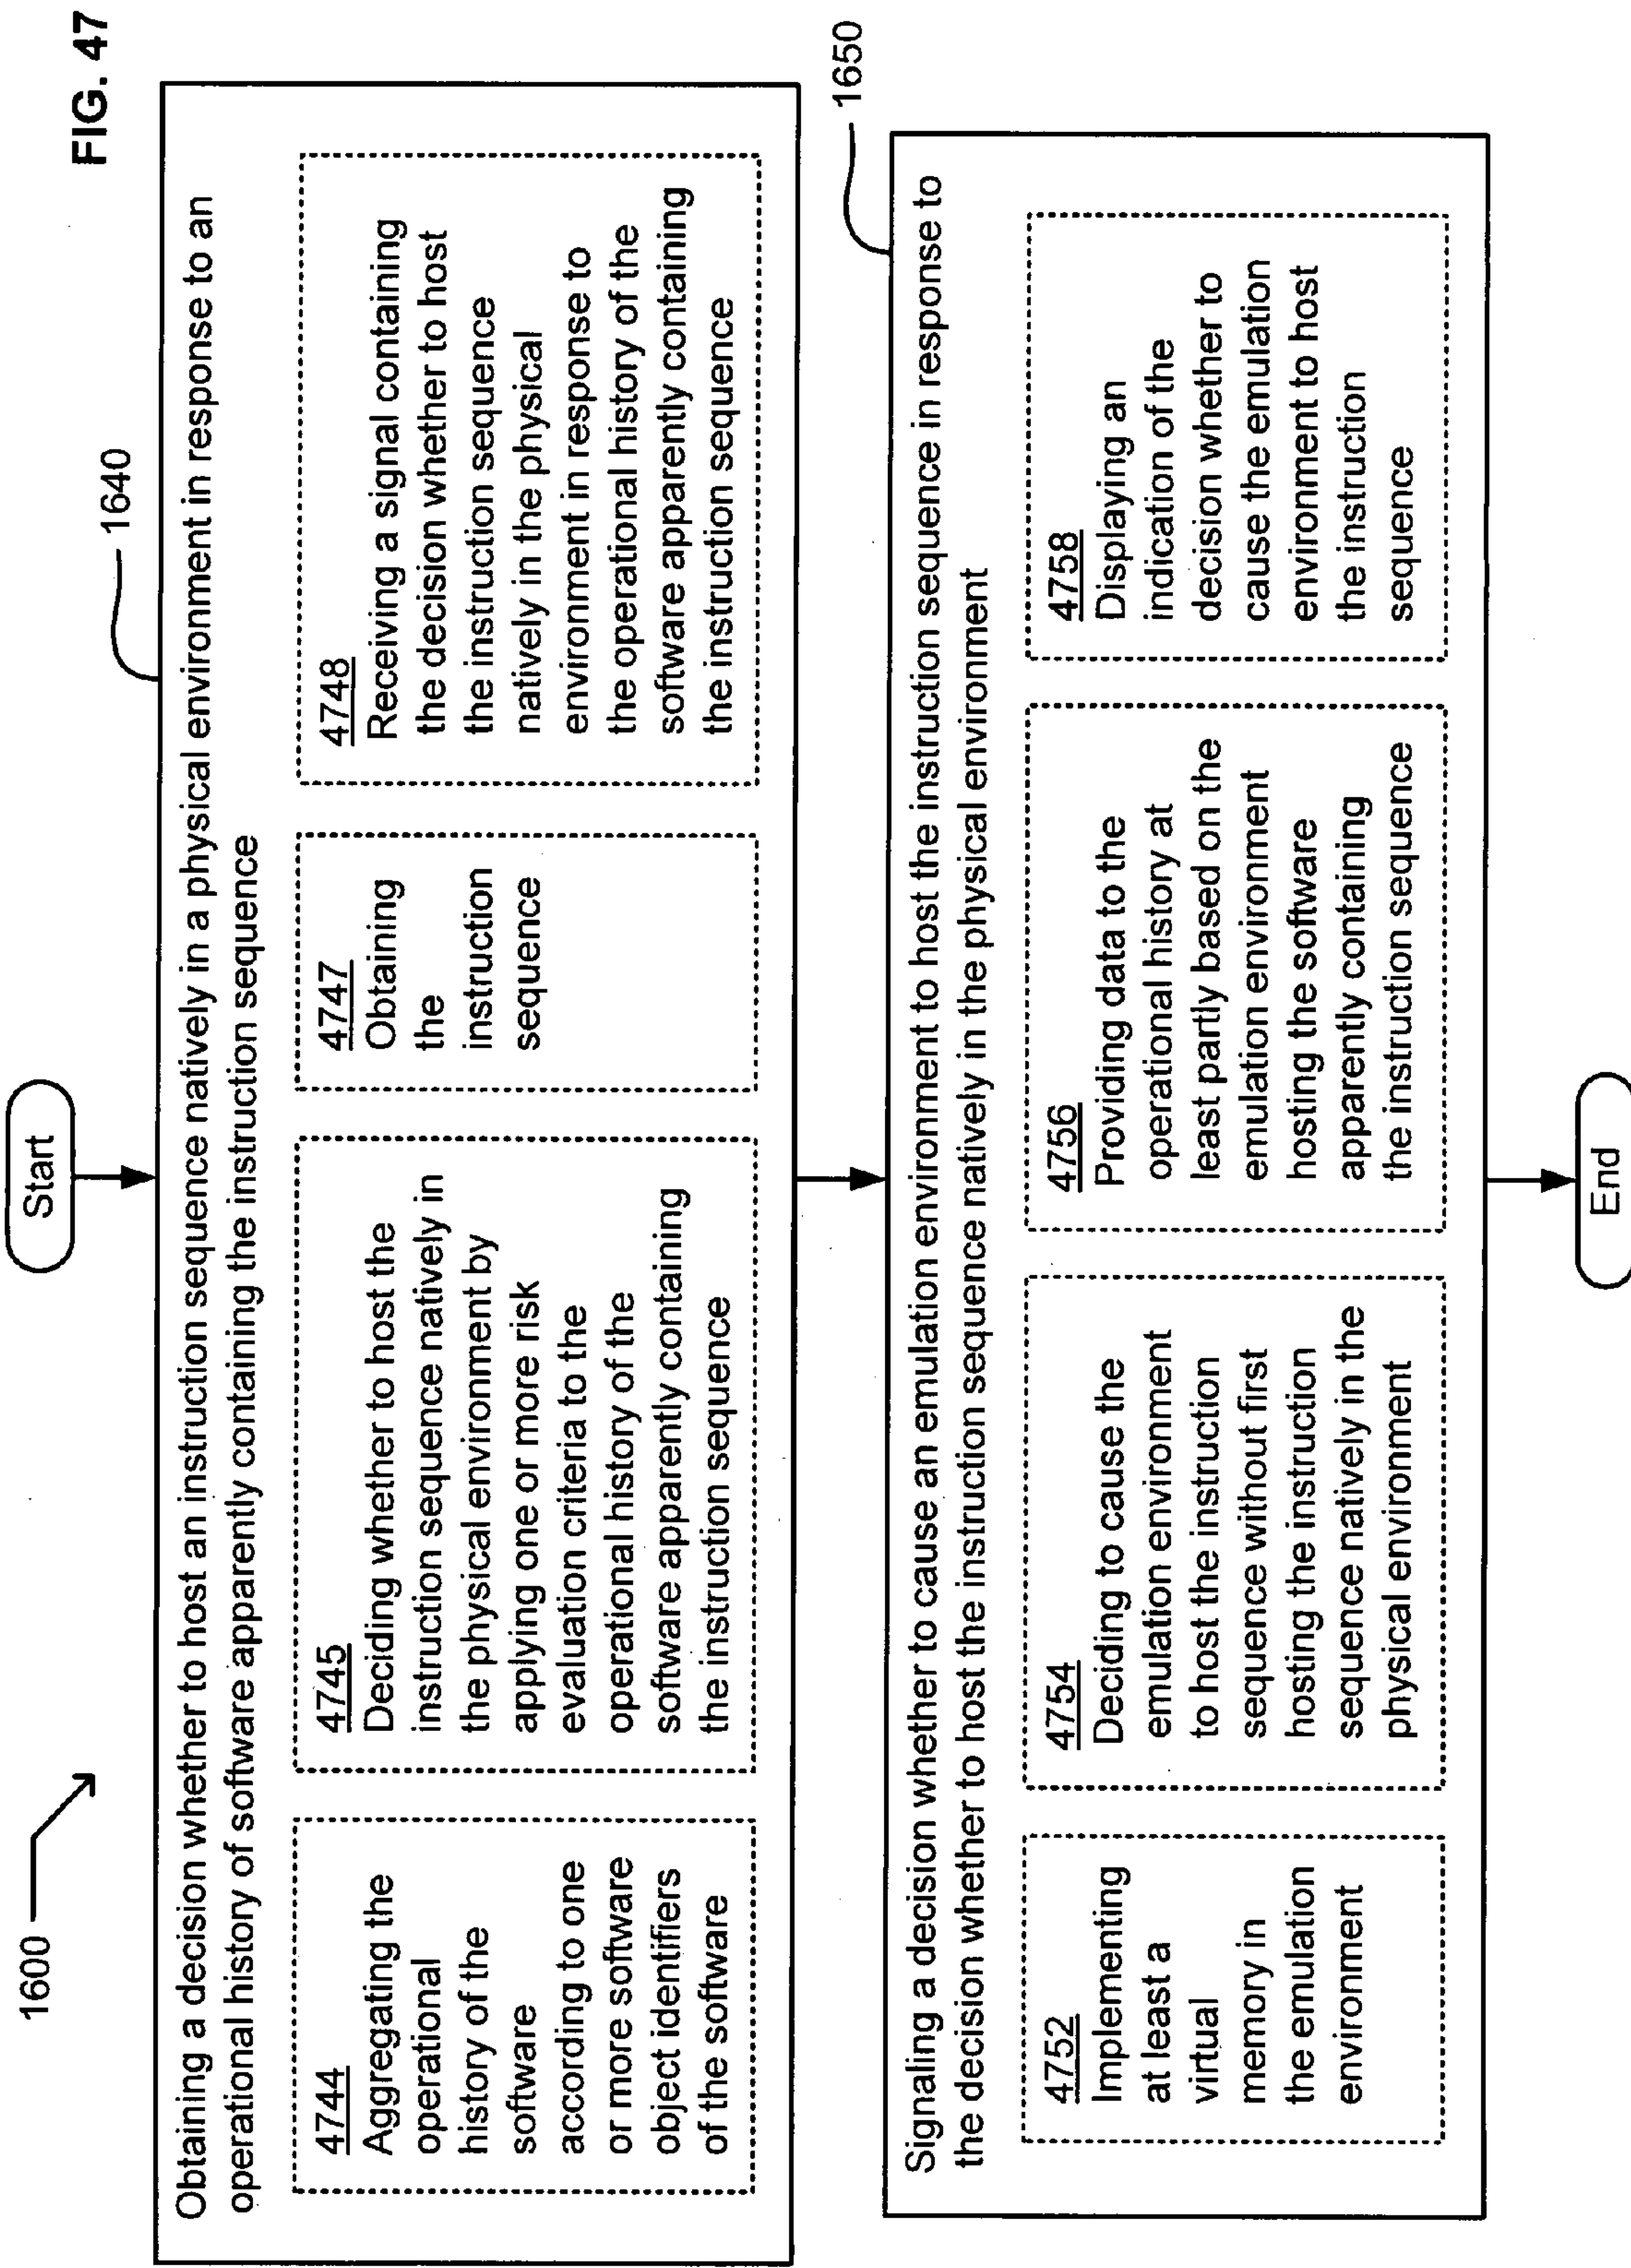 FIG. 47
1600
Start
1640
Obtaining a decision whether to host an instruction sequence natively in a physical environment in response to an
operational history of software apparently containing the instruction sequence
4744
Aggregating the
operational
history of the
software
according to one
or more software
object identifiers
of the software
4745
Deciding whether to host the
instruction sequence natively in
the physical environment by
applying one or more risk
evaluation criteria to the
operational history of the
software apparently containing
the instruction sequence
4747
Obtaining
the
instruction
sequence
4748
Receiving a signal containing
the decision whether to host
the instruction sequence
natively in the physical
environment in response to
the operational history of the
software apparently containing
the instruction sequence
1650
Signaling a decision whether to cause an emulation environment to host the instruction sequence in response to
the decision whether to host the instruction sequence natively in the physical environment
4752
Implementing
at least a
virtual
memory in
the emulation
environment
4754
Deciding to cause the
emulation environment
to host the instruction
sequence without first
hosting the instruction
sequence natively in the
physical environment
4756
Providing data to the
operational history at
least partly based on the
emulation environment
hosting the software
apparently containing
the instruction sequence
4758
Displaying an
indication of the
decision whether to
cause the emulation
environment to host
the instruction
sequence
End